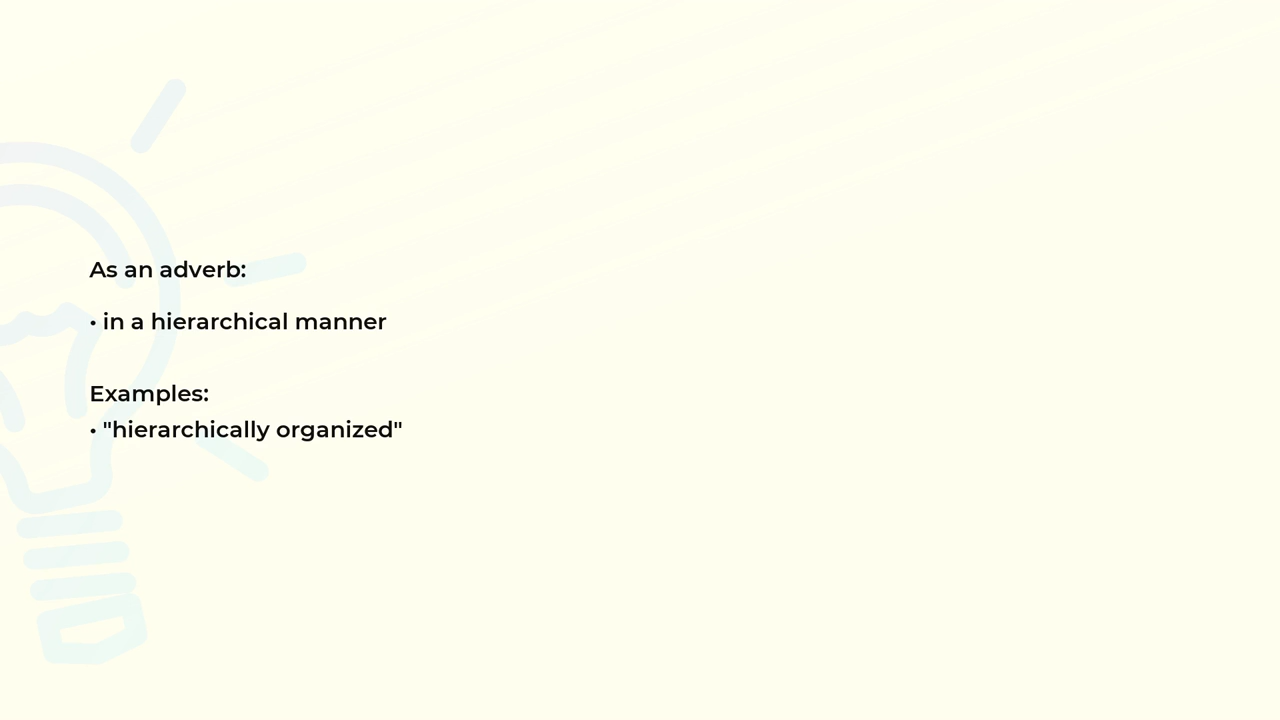 As an adverb:
• in a hierarchical manner
Examples:
• "hierarchically organized"